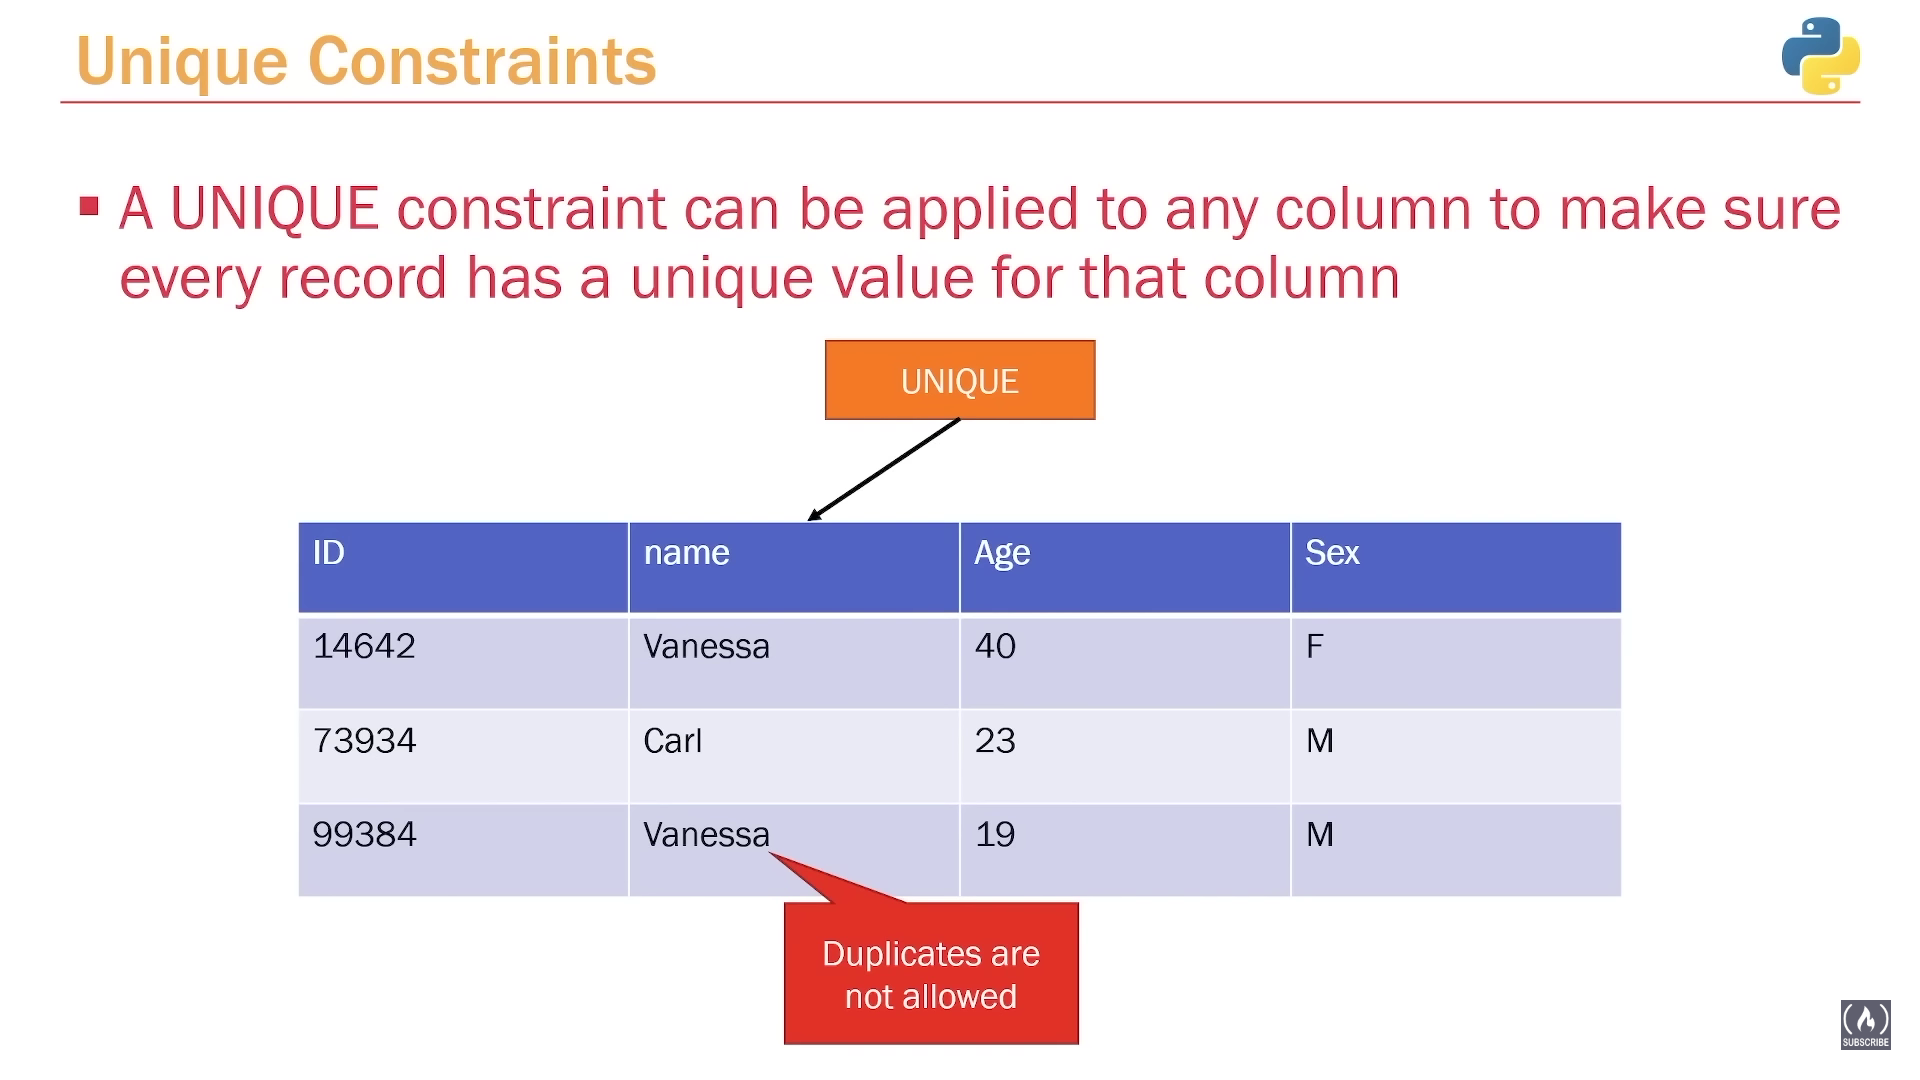 Unique Constraints
A UNIQUE constraint can be applied to any column to make sure
every record has a unique value for that column
UNIQUE
ID name Age Sex
14642 Vanessa 40 F
73934 Carl 23 M
99384 Vanessa 19 M
Duplicates are
not allowed
SUBSCRIBE